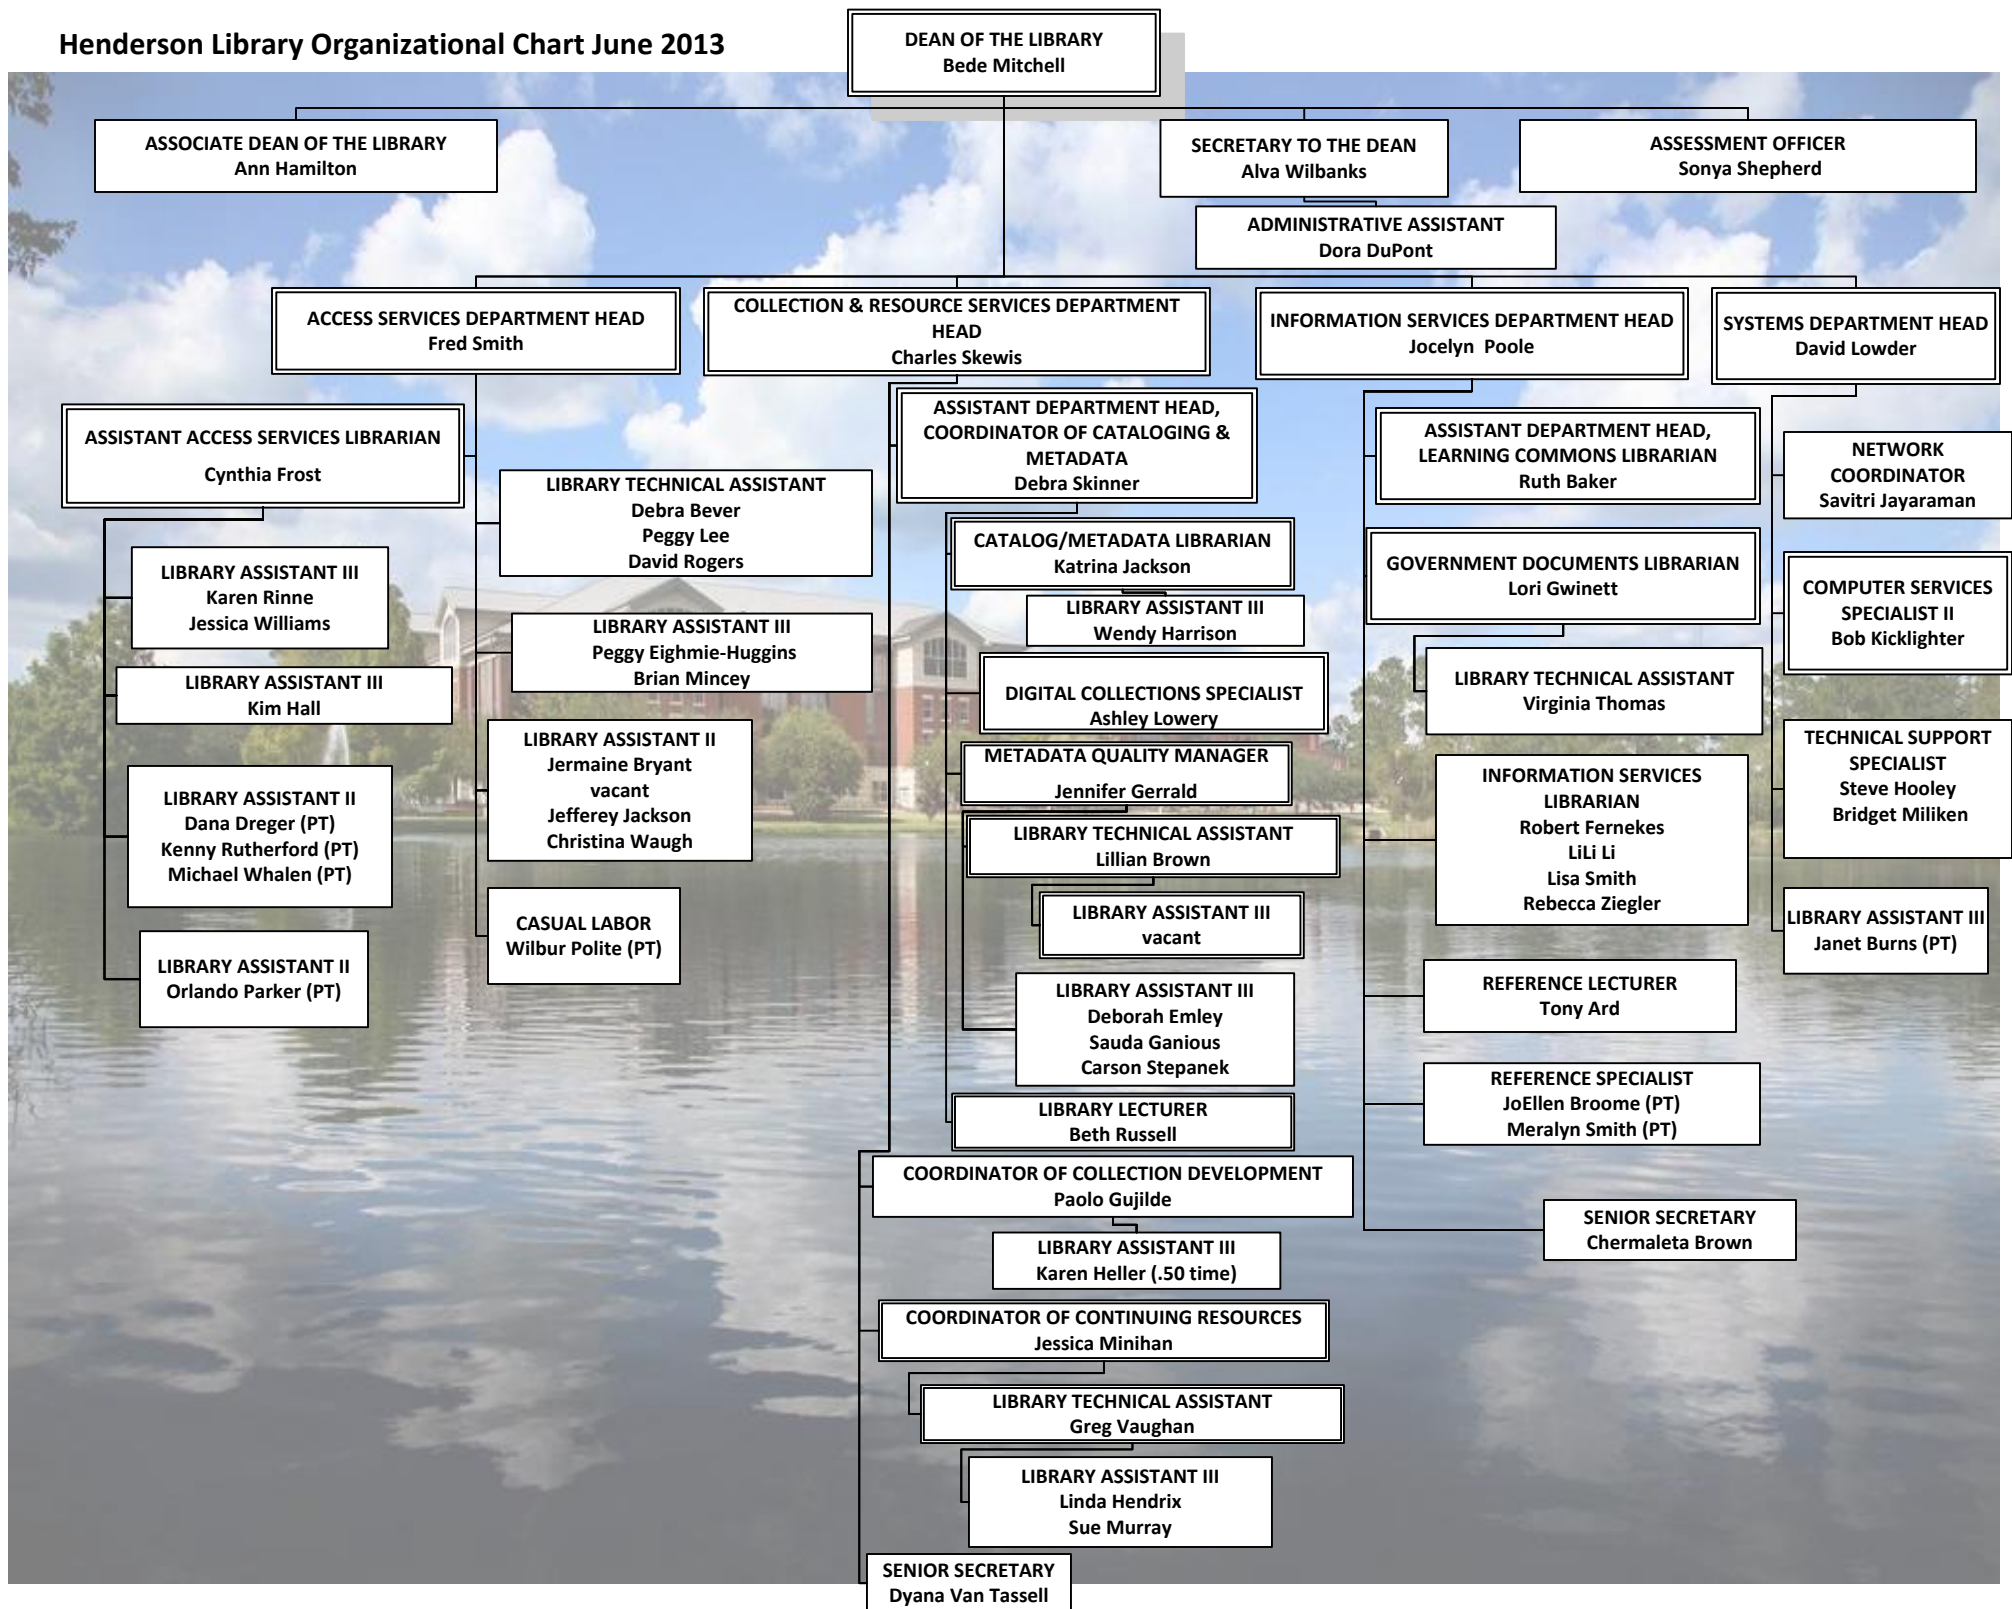 Henderson Library Organizational Chart June 2013
DEAN OF THE LIBRARY
Bede Mitchell
ASSOCIATE DEAN OF THE LIBRARY
Ann Hamilton
SECRETARY TO THE DEAN
Alva Wilbanks
ASSESSMENT OFFICER
Sonya Shepherd
ADMINISTRATIVE ASSISTANT
Dora DuPont
ACCESS SERVICES DEPARTMENT HEAD
Fred Smith
COLLECTION & RESOURCE SERVICES DEPARTMENT
HEAD
Charles Skewis
INFORMATION SERVICES DEPARTMENT HEAD
Jocelyn Poole
SYSTEMS DEPARTMENT HEAD
David Lowder
ASSISTANT ACCESS SERVICES LIBRARIAN
Cynthia Frost
LIBRARY ASSISTANT III
Karen Rinne
Jessica Williams
LIBRARY ASSISTANT III
Kim Hall
LIBRARY ASSISTANT II
Dana Dreger (PT)
Kenny Rutherford (PT)
Michael Whalen (PT)
LIBRARY ASSISTANT II
Orlando Parker (PT)
LIBRARY TECHNICAL ASSISTANT
Debra Bever
Peggy Lee
David Rogers
LIBRARY ASSISTANT III
Peggy Eighmie-Huggins
Brian Mincey
LIBRARY ASSISTANT II
Jermaine Bryant
vacant
Jefferey Jackson
Christina Waugh
CASUAL LABOR
Wilbur Polite (PT)
ASSISTANT DEPARTMENT HEAD,
COORDINATOR OF CATALOGING &
METADATA
Debra Skinner
CATALOG/METADATA LIBRARIAN
Katrina Jackson
LIBRARY ASSISTANT III
Wendy Harrison
DIGITAL COLLECTIONS SPECIALIST
Ashley Lowery
METADATA QUALITY MANAGER
Jennifer Gerrald
LIBRARY TECHNICAL ASSISTANT
Lillian Brown
LIBRARY ASSISTANT III
vacant
LIBRARY ASSISTANT III
Deborah Emley
Sauda Ganious
Carson Stepanek
LIBRARY LECTURER
Beth Russell
COORDINATOR OF COLLECTION DEVELOPMENT
Paolo Gujilde
LIBRARY ASSISTANT III
Karen Heller (.50 time)
COORDINATOR OF CONTINUING RESOURCES
Jessica Minihan
LIBRARY TECHNICAL ASSISTANT
Greg Vaughan
LIBRARY ASSISTANT III
Linda Hendrix
Sue Murray
SENIOR SECRETARY
Dyana Van Tassell
ASSISTANT DEPARTMENT HEAD,
LEARNING COMMONS LIBRARIAN
Ruth Baker
GOVERNMENT DOCUMENTS LIBRARIAN
Lori Gwinett
LIBRARY TECHNICAL ASSISTANT
Virginia Thomas
INFORMATION SERVICES
LIBRARIAN
Robert Fernekes
LiLi Li
Lisa Smith
Rebecca Ziegler
REFERENCE LECTURER
Tony Ard
REFERENCE SPECIALIST
JoEllen Broome (PT)
Meralyn Smith (PT)
SENIOR SECRETARY
Chermaleta Brown
NETWORK
COORDINATOR
Savitri Jayaraman
COMPUTER SERVICES
SPECIALIST II
Bob Kicklighter
TECHNICAL SUPPORT
SPECIALIST
Steve Hooley
Bridget Miliken
LIBRARY ASSISTANT III
Janet Burns (PT)